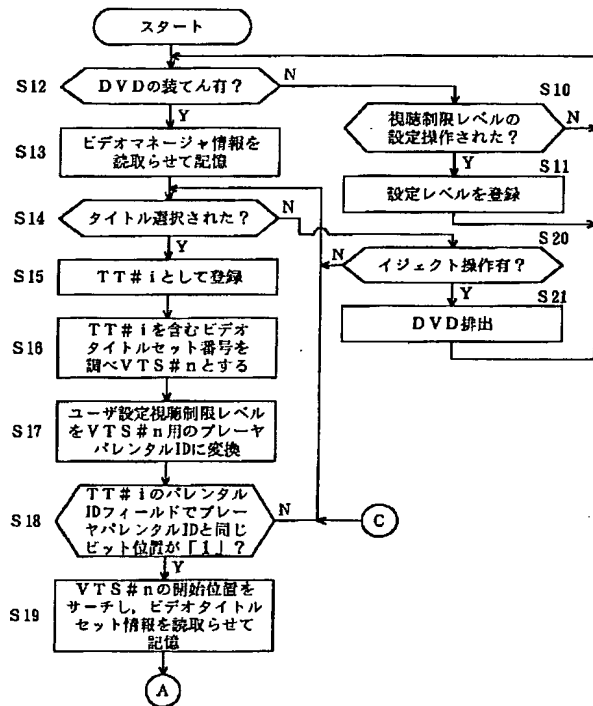 スタート
S12
DVDの装てん有?
N
Y
S10
視聴制限レベルの
設定操作された?
N
Y
S13
ビデオマネージャ情報を
読取らせて記憶
S11
設定レベルを登録
S14
タイトル選択された?
N
Y
S20
イジェクト操作有?
N
Y
S15
TT#iとして登録
S21
DVD排出
S16
TT#iを含むビデオ
タイトルセット番号を
調べVTS#nとする
S17
ユーザ設定視聴制限レベル
をVTS#n用のプレーヤ
パレンタルIDに変換
S18
TT#iのパレンタル
IDフィールドでプレー
ヤパレンタルIDと同じ
ビット位置が「1」?
N
Y
C
S19
VTS#nの開始位置を
サーチし,ビデオタイトル
セット情報を読取らせて
記憶
A